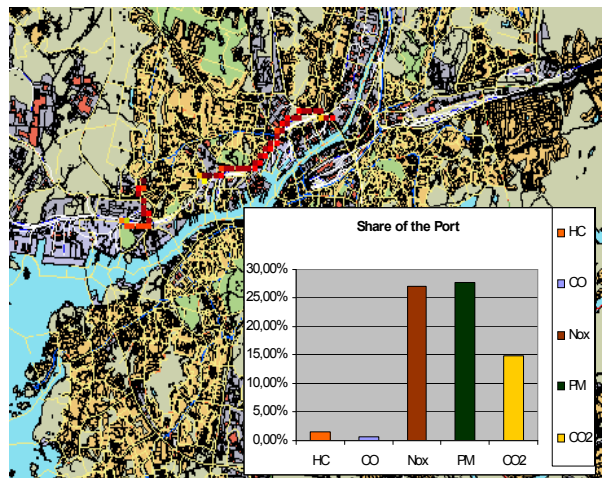 Share of the Port
30,00%
25,00%
20,00%
15,00%
10,00%
5,00%
0,00%
HC
CO
Nox
PM
CO2
HC
CO
Nox
PM
CO2